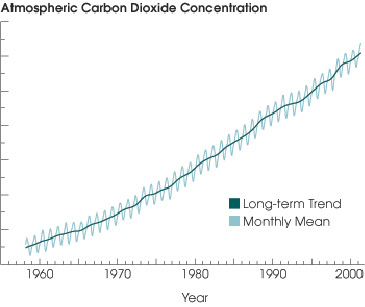 Atmospheric Carbon Dioxide Concentration
Long-term Trend
Monthly Mean
1960 1970 1980 1990 2000
Year